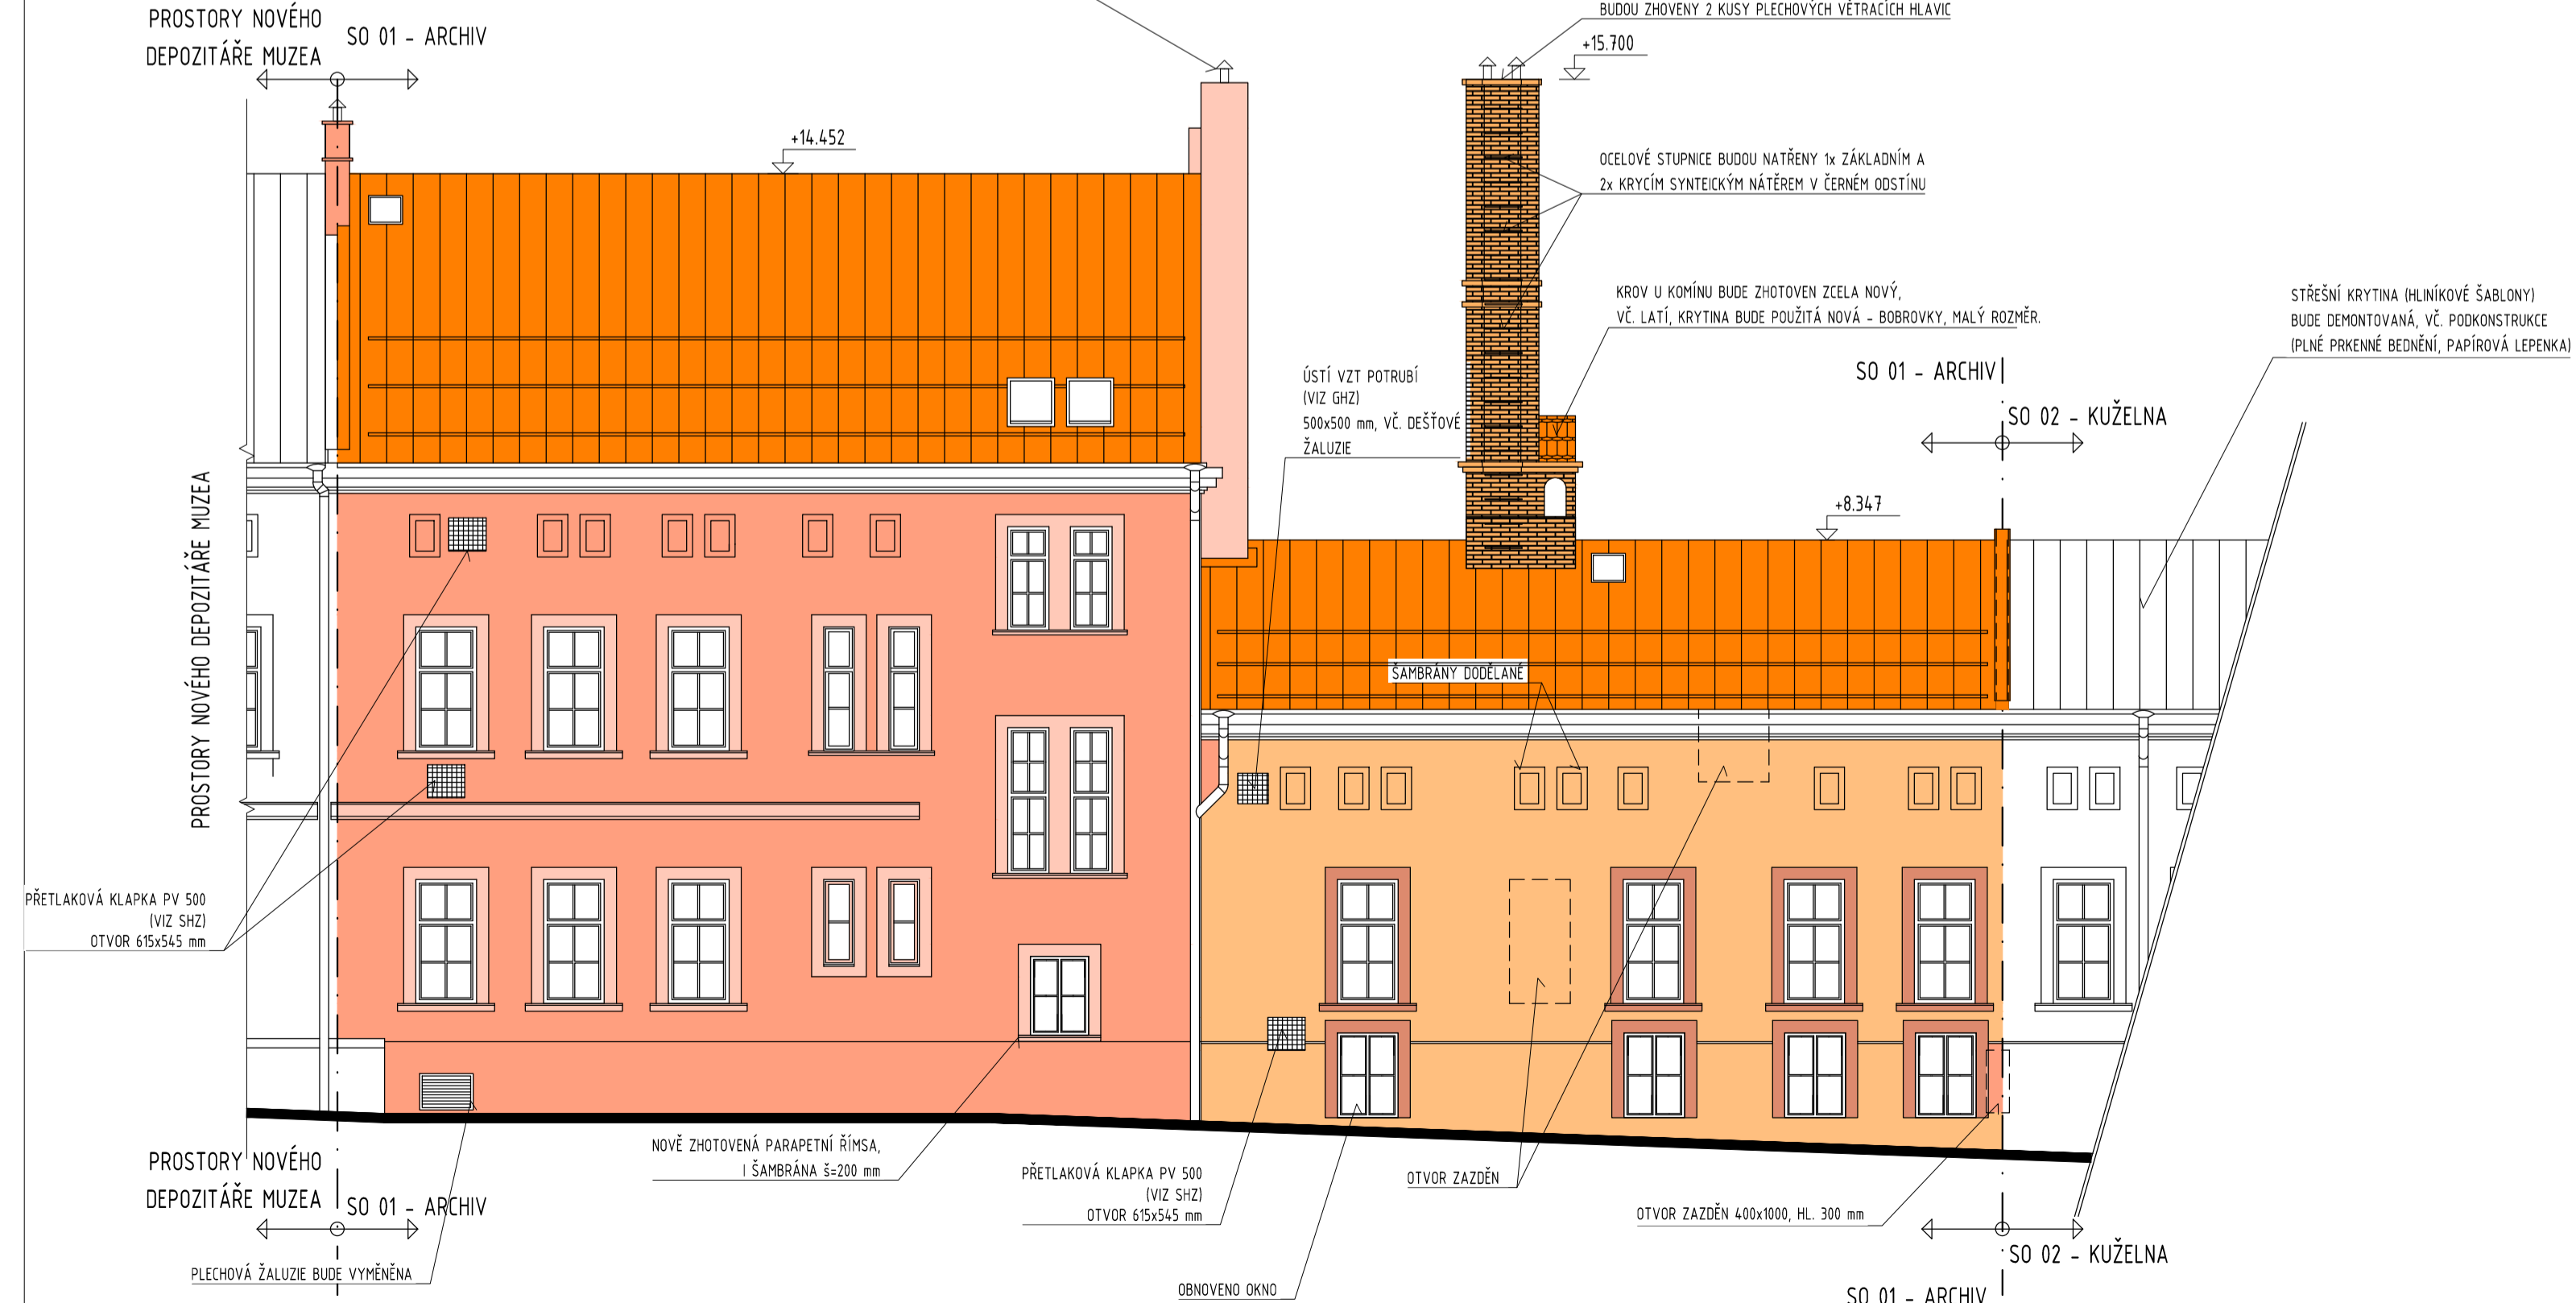 PROSTORY NOVÉHO
DEPOZITÁŘE MUZEA
SO 01 - ARCHIV
BUDOU ZHOVENY 2 KUSY PLECHOVÝCH VĚTRACÍCH HLAVIC
+15.700
+14.452
OCELOVÉ STUPNICE BUDOU NATŘENY 1x ZÁKLADNÍM A
2x KRYCÍM SYNTEICKÝM NÁTĚREM V ČERNÉM ODSTÍNU
KROV U KOMÍNU BUDE ZHOTOVEN ZCELA NOVÝ,
VČ. LATÍ, KRYTINA BUDE POUŽITÁ NOVÁ - BOBROVKY, MALÝ ROZMĚR.
STŘEŠNÍ KRYTINA (HLINÍKOVÉ ŠABLONY)
BUDE DEMONTOVANÁ, VČ. PODKONSTRUKCE
(PLNÉ PRKENNÉ BEDNĚNÍ, PAPÍROVÁ LEPENKA)
SO 01 - ARCHIV
SO 02 - KUŽELNA
ÚSTÍ VZT POTRUBÍ
(VIZ GHZ)
500x500 mm, VČ. DEŠŤOVÉ
ŽALUZIE
+8.347
PROSTORY NOVÉHO DEPOZITÁŘE MUZEA
ŠAMBRÁNY DODĚLANÉ
PŘETLAKOVÁ KLAPKA PV 500
(VIZ SHZ)
OTVOR 615x545 mm
NOVĚ ZHOTOVENÁ PARAPETNÍ ŘÍMSA,
I ŠAMBRÁNA š=200 mm
PŘETLAKOVÁ KLAPKA PV 500
(VIZ SHZ)
OTVOR 615x545 mm
OTVOR ZAZDĚN
OTVOR ZAZDĚN 400x1000, HL. 300 mm
PROSTORY NOVÉHO
DEPOZITÁŘE MUZEA
SO 01 - ARCHIV
PLECHOVÁ ŽALUZIE BUDE VYMĚNĚNA
OBNOVENO OKNO
SO 02 - KUŽELNA
SO 01 - ARCHIV